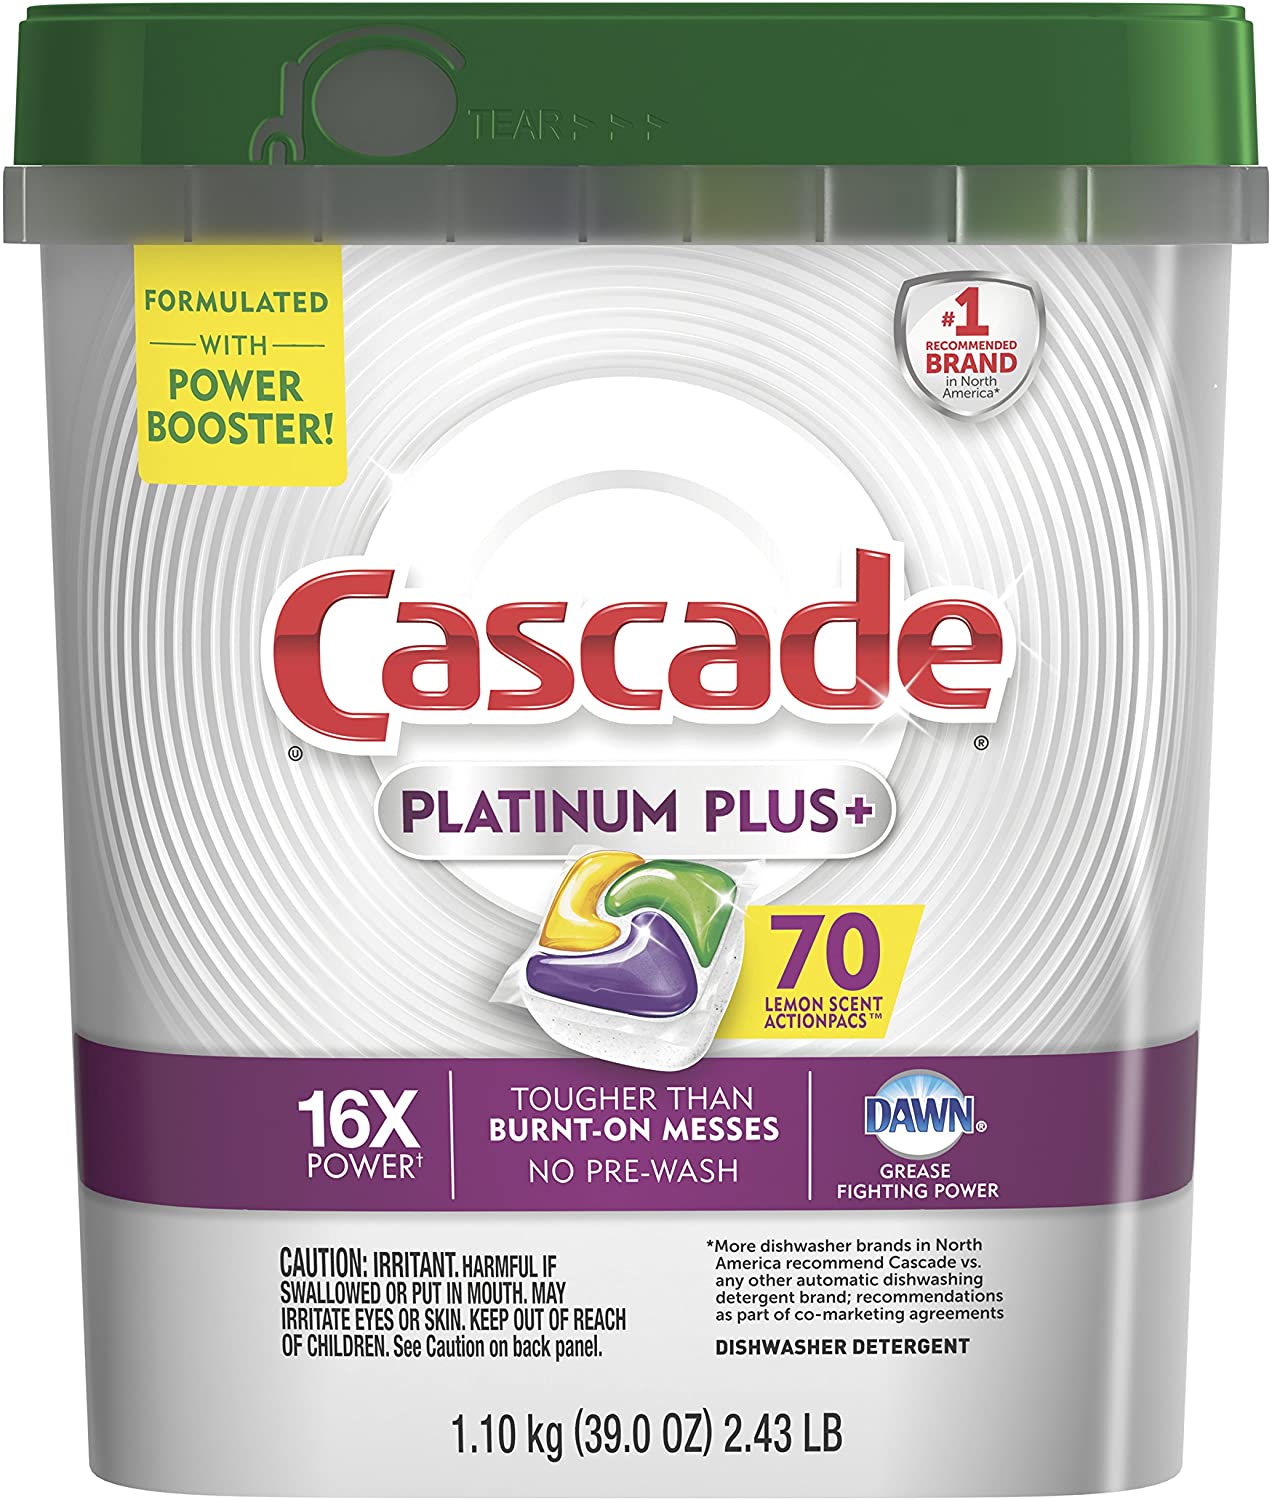 TEAR
FORMULATED
WITH
POWER
BOOSTER!
#1
RECOMMENDED
BRAND
in North
America*
Cascade
U
®
PLATINUM PLUS+
70
LEMON SCENT
ACTIONPACS™
16X
POWER†
TOUGHER THAN
BURNT-ON MESSES
NO PRE-WASH
DAWN®
GREASE
FIGHTING POWER
CAUTION: IRRITANT. HARMFUL IF
SWALLOWED OR PUT IN MOUTH. MAY
IRRITATE EYES OR SKIN. KEEP OUT OF REACH
OF CHILDREN. See Caution on back panel.
*More dishwasher brands in North
America recommend Cascade vs.
any other automatic dishwashing
detergent brand; recommendations
as part of co-marketing agreements
DISHWASHER DETERGENT
1.10 kg (39.0 OZ) 2.43 LB